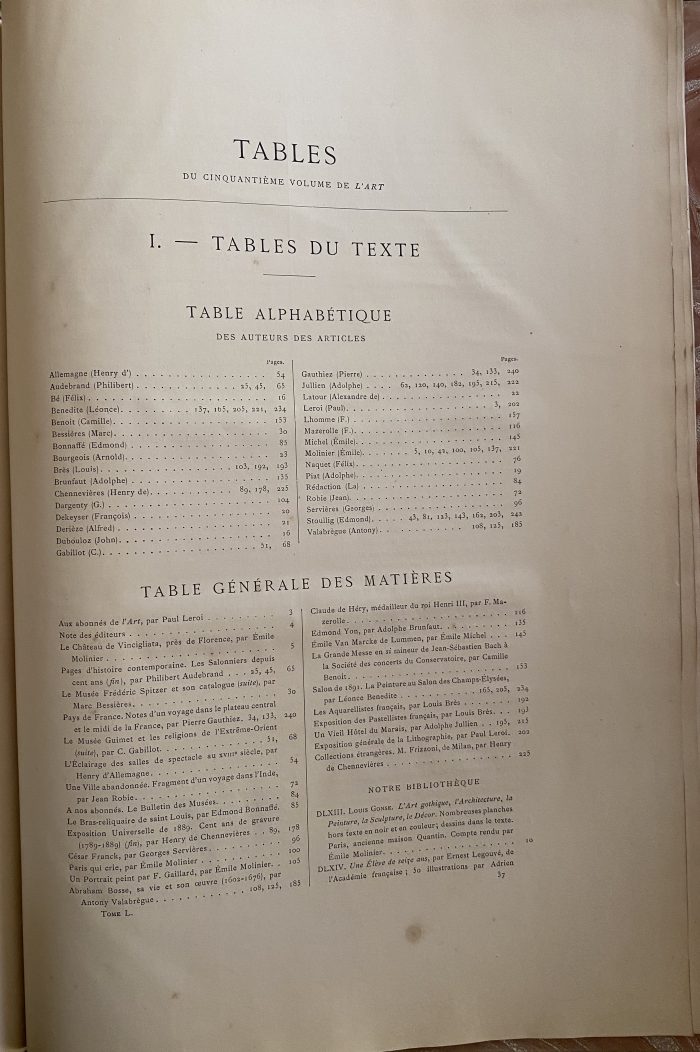 TABLES
DU CINQUANTIÈME VOLUME DE L'ART
I. — TABLES DU TEXTE
TABLE ALPHABÉTIQUE
DES AUTEURS DES ARTICLES
Pages.
Allemagne (Henry d') . . . 54
Audebrand (Philibert) . . . 25, 45, 65
Bé (Félix) . . . 16
Benedite (Léonce) . . . 137, 165, 205, 221, 234
Benoit (Camille) . . . 153
Bessières (Marc) . . . 30
Bonnaffé (Edmond) . . . 85
Bourgeois (Arnold) . . . 23
Brès (Louis) . . . 103, 192, 193
Brunfaut (Adolphe) . . . 135
Chennevières (Henry de) . . . 89, 178, 225
Dargenty (G.) . . . 104
Dekeyser (François) . . . 20
Derièze (Alfred) . . . 21
Dubouloz (John) . . . 16
Gabillot (C.) . . . 51, 68
Pages.
Gauthiez (Pierre) . . . 34, 133, 240
Jullien (Adolphe) . . . 62, 120, 140, 182, 195, 215, 222
Latour (Alexandre de) . . . 22
Leroi (Paul) . . . 3, 202
Lhomme (F.) . . . 157
Mazerolle (F.) . . . 116
Michel (Émile) . . . 145
Molinier (Émile) . . . 5, 10, 42, 100, 105, 137, 221
Naquet (Félix) . . . 76
Piat (Adolphe) . . . 19
Rédaction (La) . . . 84
Robie (Jean) . . . 72
Servières (Georges) . . . 96
Stoullig (Edmond) . . . 43, 81, 123, 143, 162, 203, 242
Valabrègue (Antony) . . . 108, 125, 185
TABLE GÉNÉRALE DES MATIÈRES
Aux abonnés de l'Art, par Paul Leroi . . . 3
Note des éditeurs . . . 4
Le Château de Vincigliata, près de Florence, par Émile
Molinier . . . 5
Pages d'histoire contemporaine. Les Salonniers depuis
cent ans (fin), par Philibert Audebrand . . . 25, 45, 65
Le Musée Frédéric Spitzer et son catalogue (suite), par
Marc Bessières . . . 30
Pays de France. Notes d'un voyage dans le plateau central
et le midi de la France, par Pierre Gauthiez. 34, 133, 240
Le Musée Guimet et les religions de l'Extrême-Orient
(suite), par C. Gabillot . . . 51, 68
L'Éclairage des salles de spectacle au XVIIIe siècle, par
Henry d'Allemagne . . . 54
Une Ville abandonnée. Fragment d'un voyage dans l'Inde,
par Jean Robie . . . 72
A nos abonnés. Le Bulletin des Musées . . . 84
Le Bras-reliquaire de saint Louis, par Edmond Bonnaffé. 85
Exposition Universelle de 1889. Cent ans de gravure
(1789-1889) (fin), par Henry de Chennevières . . 89, 178
César Franck, par Georges Servières . . . 96
Paris qui crie, par Émile Molinier . . . 100
Un Portrait peint par F. Gaillard, par Émile Molinier. . 105
Abraham Bosse, sa vie et son œuvre (1602-1676), par
Antony Valabrègue . . . 108, 125, 185
Tome L.
Claude de Héry, médailleur du roi Henri III, par F. Ma-
zerolle . . . 116
Edmond Yon, par Adolphe Brunfaut . . . 135
Émile Van Marcke de Lummen, par Émile Michel . . . 145
La Grande Messe en si mineur de Jean-Sébastien Bach à
la Société des concerts du Conservatoire, par Camille
Benoit . . . 153
Salon de 1891. La Peinture au Salon des Champs-Elysées,
par Léonce Benedite . . . 165, 205, 234
Les Aquarellistes français, par Louis Brès . . . 192
Exposition des Pastellistes français, par Louis Brès. . . 193
Un Vieil Hôtel du Marais, par Adolphe Jullien . . 195, 215
Exposition générale de la Lithographie, par Paul Leroi. 202
Collections étrangères. M. Frizzoni, de Milan, par Henry
de Chennevières . . . 225
NOTRE BIBLIOTHÈQUE
DLXIII. Louis Gonse. L'Art gothique, l'Architecture, la
Peinture, la Sculpture, le Décor. Nombreuses planches
hors texte en noir et en couleur; dessins dans le texte.
Paris, ancienne maison Quantin. Compte rendu par
Émile Molinier . . . 10
DLXIV. Une Élève de seize ans, par Ernest Legouvé, de
l'Académie française; 50 illustrations par Adrien
57